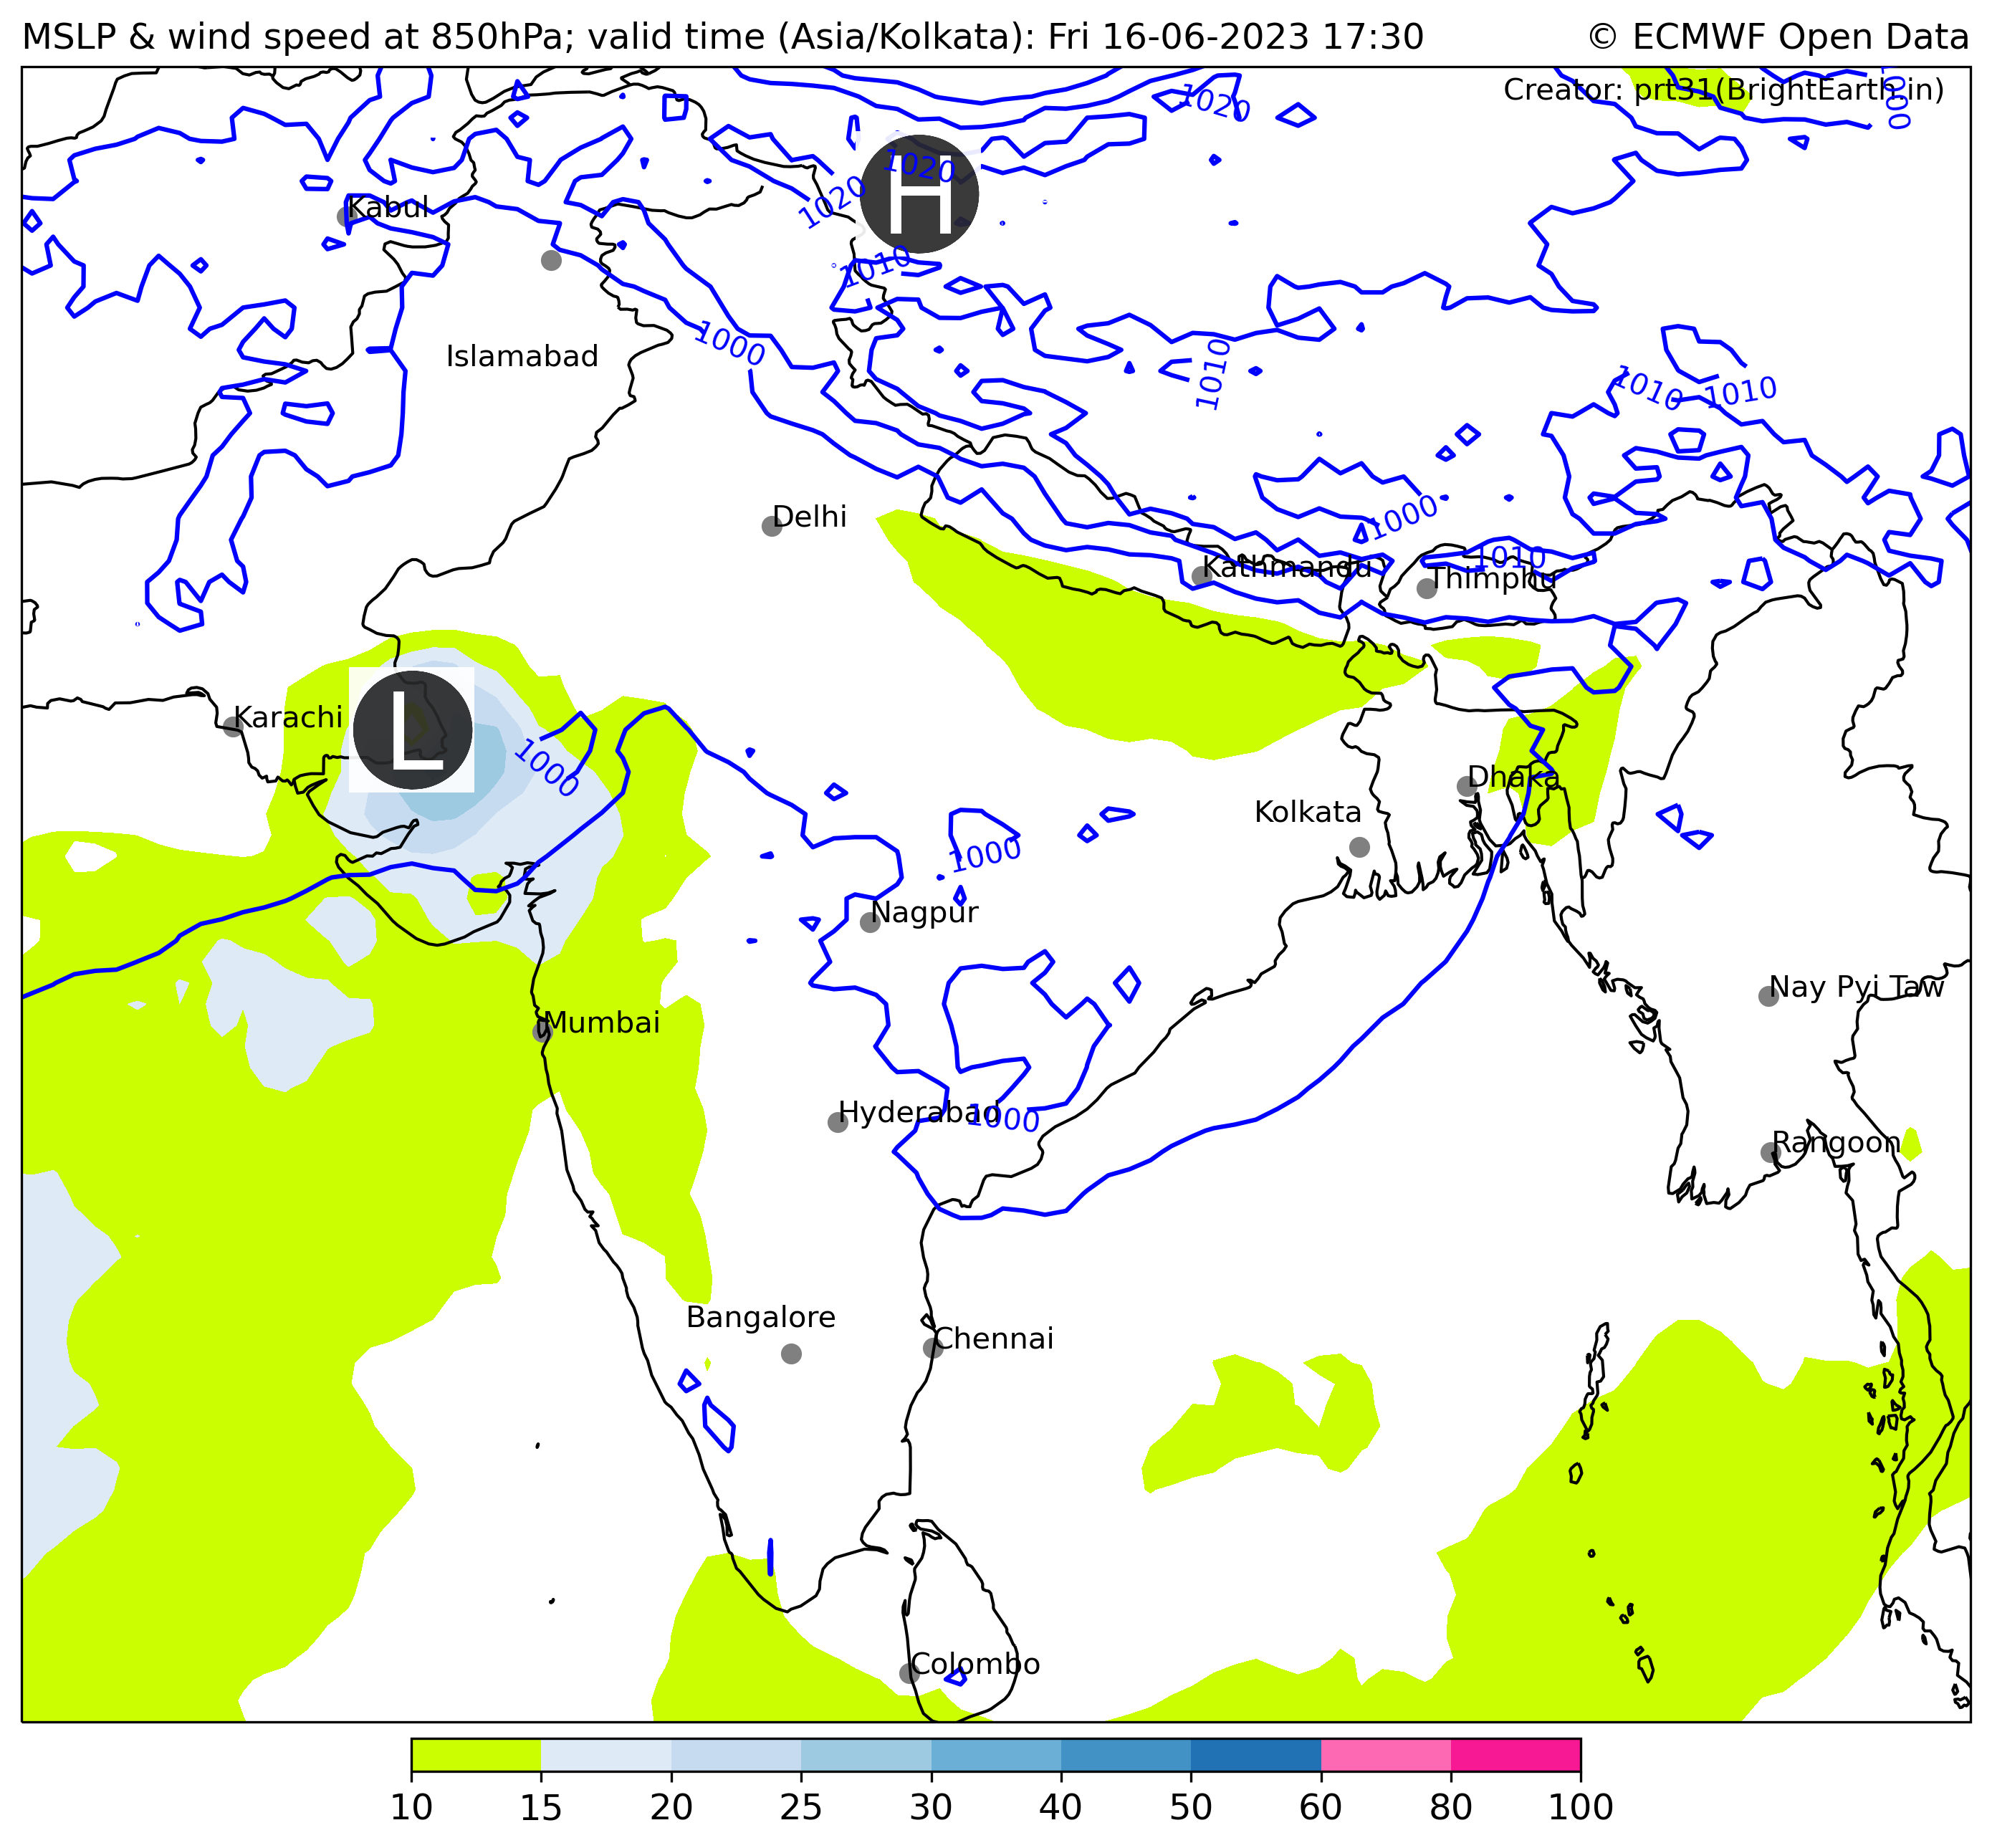 MSLP & wind speed at 850hPa; valid time (Asia/Kolkata): Fri 16-06-2023 17:30
© ECMWF Open Data
Creator: prt31(BrightEarth.in)
1020
1000
1020
H
1020
Kabul
1010
1000
Islamabad
1010
1010
1010
Delhi
1000
1010
Kathmandu
Thimphu
Karachi
L
1000
Dhaka
Kolkata
1000
Nagpur
Nay Pyi Taw
Mumbai
Hyderabad
1000
Rangoon
Bangalore
Chennai
Colombo
10 15 20 25 30 40 50 60 80 100